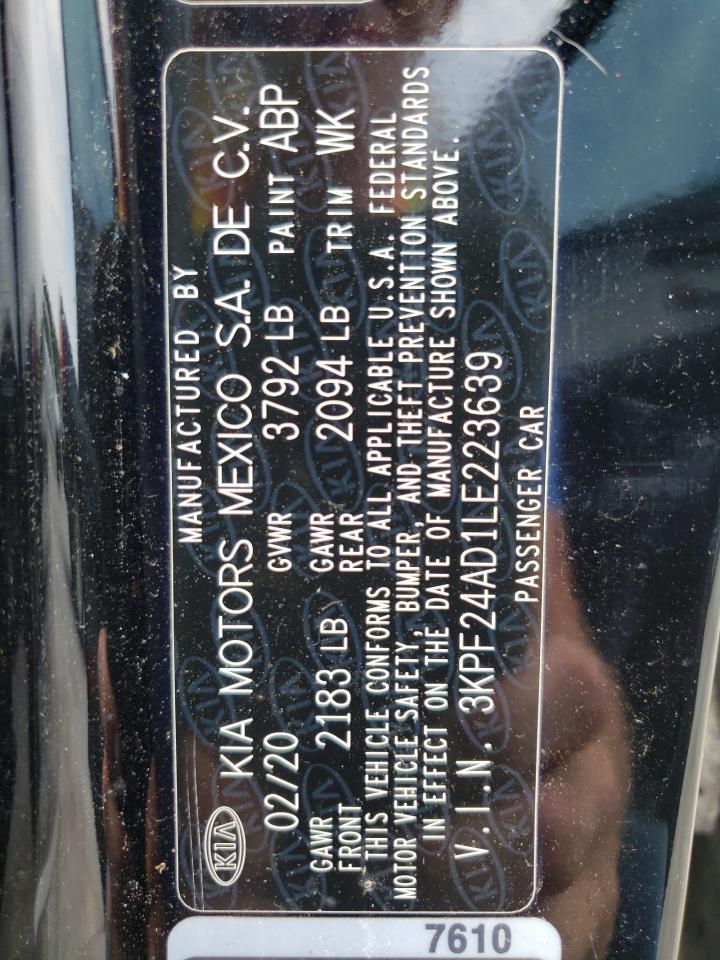 MANUFACTURED BY
KIA KIA MOTORS MEXICO S.A. DE C.V.
02/20 GVWR 3792 LB PAINT ABP
GAWR FRONT 2183 LB GAWR REAR 2094 LB TRIM WK
THIS VEHICLE CONFORMS TO ALL APPLICABLE U.S.A. FEDERAL
MOTOR VEHICLE SAFETY, BUMPER, AND THEFT PREVENTION STANDARDS
IN EFFECT ON THE DATE OF MANUFACTURE SHOWN ABOVE.
V.I.N. 3KPF24AD1LE223639
PASSENGER CAR
7610